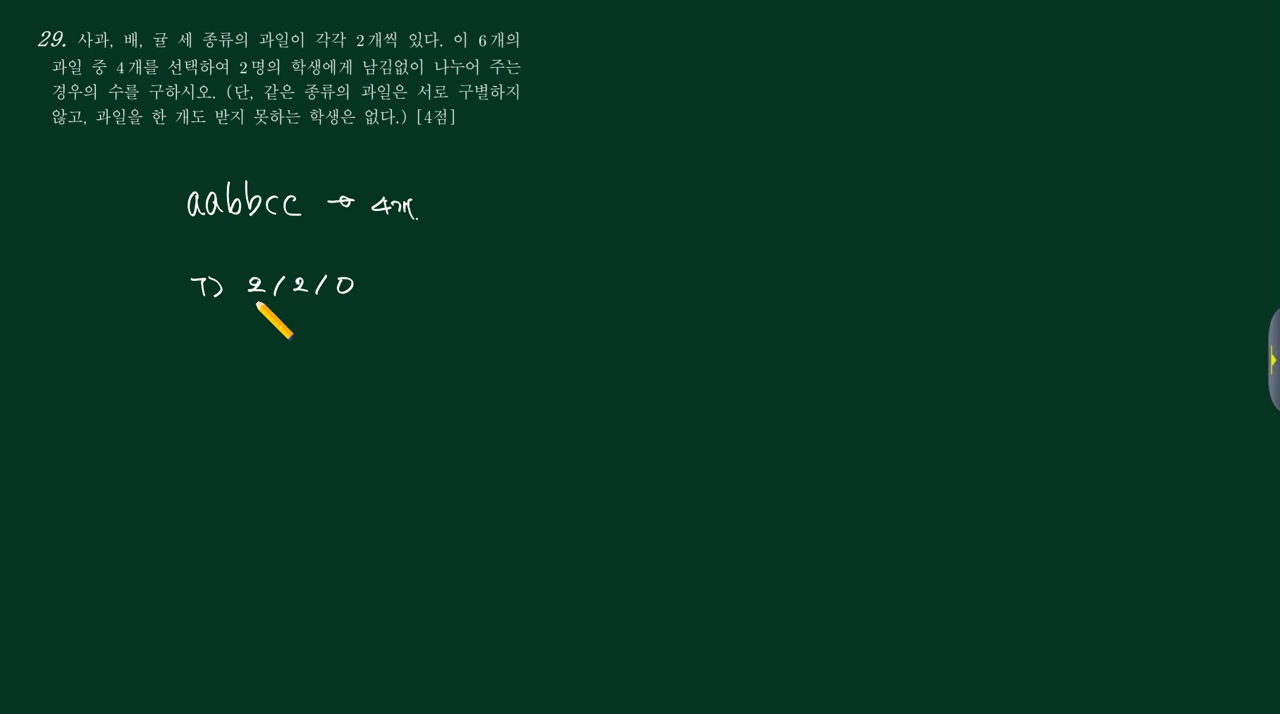 29. 사과, 배, 귤 세 종류의 과일이 각각 2개씩 있다. 이 6개의
과일 중 4개를 선택하여 2명의 학생에게 남김없이 나누어 주는
경우의 수를 구하시오. (단, 같은 종류의 과일은 서로 구별하지
않고, 과일을 한 개도 받지 못하는 학생은 없다.) [4점]
aabbcc → 4개.
ㄱ) 2/2/0